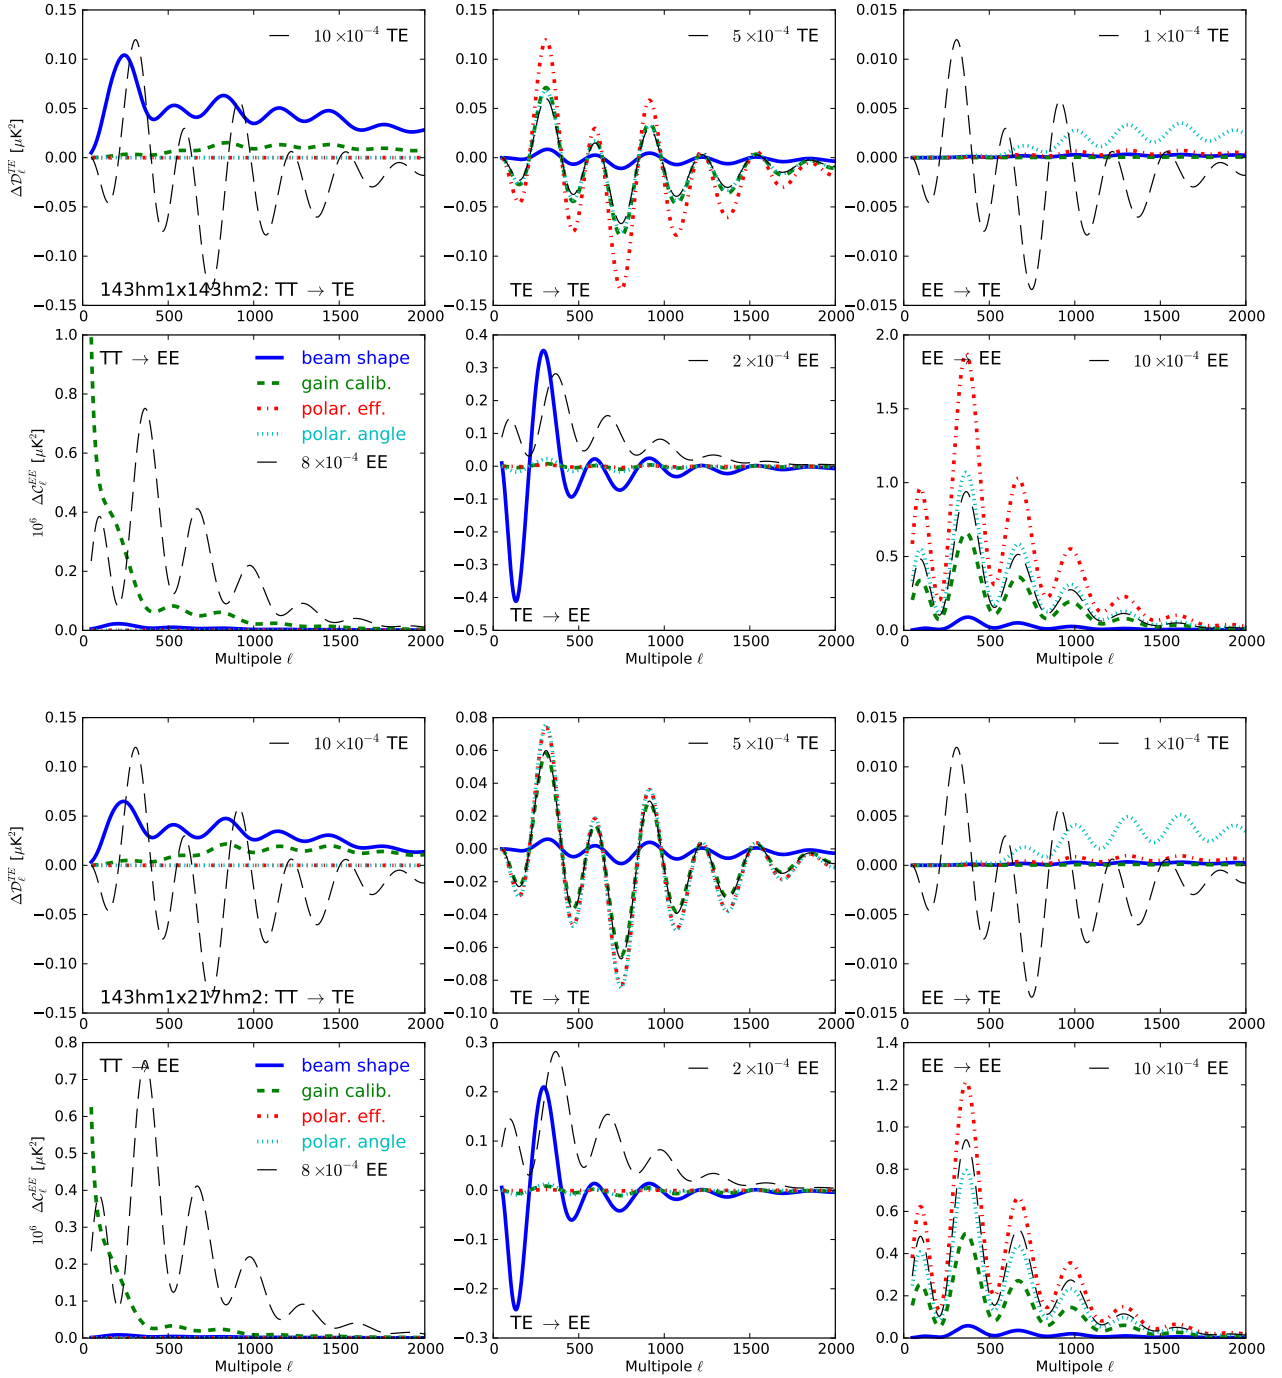 10×10⁻⁴ TE
0.15
0.10
0.05
0.00
−0.05
−0.10
−0.15
Δ𝒟ℓ^TE [μK²]
143hm1x143hm2: TT → TE
0 500 1000 1500 2000
5×10⁻⁴ TE
0.15
0.10
0.05
0.00
−0.05
−0.10
−0.15
TE → TE
0 500 1000 1500 2000
1×10⁻⁴ TE
0.015
0.010
0.005
0.000
−0.005
−0.010
−0.015
EE → TE
0 500 1000 1500 2000
TT → EE
beam shape
gain calib.
polar. eff.
polar. angle
8×10⁻⁴ EE
1.0
0.8
0.6
0.4
0.2
0.0
10⁶ Δ𝒞ℓ^EE [μK²]
0 500 1000 1500 2000
Multipole ℓ
2×10⁻⁴ EE
0.4
0.3
0.2
0.1
0.0
−0.1
−0.2
−0.3
−0.4
−0.5
TE → EE
0 500 1000 1500 2000
Multipole ℓ
EE → EE
10×10⁻⁴ EE
2.0
1.5
1.0
0.5
0.0
0 500 1000 1500 2000
Multipole ℓ
10×10⁻⁴ TE
0.15
0.10
0.05
0.00
−0.05
−0.10
−0.15
Δ𝒟ℓ^TE [μK²]
143hm1x217hm2: TT → TE
0 500 1000 1500 2000
5×10⁻⁴ TE
0.08
0.06
0.04
0.02
0.00
−0.02
−0.04
−0.06
−0.08
−0.10
TE → TE
0 500 1000 1500 2000
1×10⁻⁴ TE
0.015
0.010
0.005
0.000
−0.005
−0.010
−0.015
EE → TE
0 500 1000 1500 2000
TT → EE
beam shape
gain calib.
polar. eff.
polar. angle
8×10⁻⁴ EE
0.8
0.7
0.6
0.5
0.4
0.3
0.2
0.1
0.0
10⁶ Δ𝒞ℓ^EE [μK²]
0 500 1000 1500 2000
Multipole ℓ
2×10⁻⁴ EE
0.3
0.2
0.1
0.0
−0.1
−0.2
−0.3
TE → EE
0 500 1000 1500 2000
Multipole ℓ
EE → EE
10×10⁻⁴ EE
1.4
1.2
1.0
0.8
0.6
0.4
0.2
0.0
0 500 1000 1500 2000
Multipole ℓ